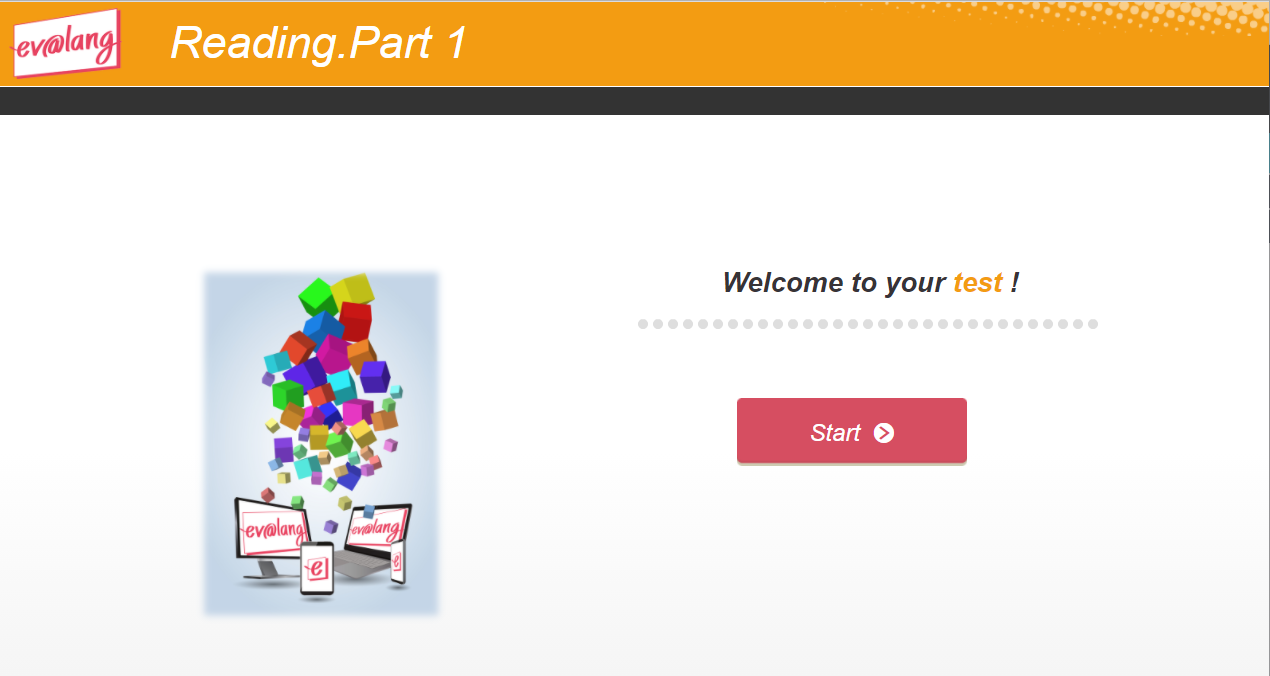 ev@lang
Reading.Part 1
Welcome to your test !
Start
ev@lang
ev@lang
e
e